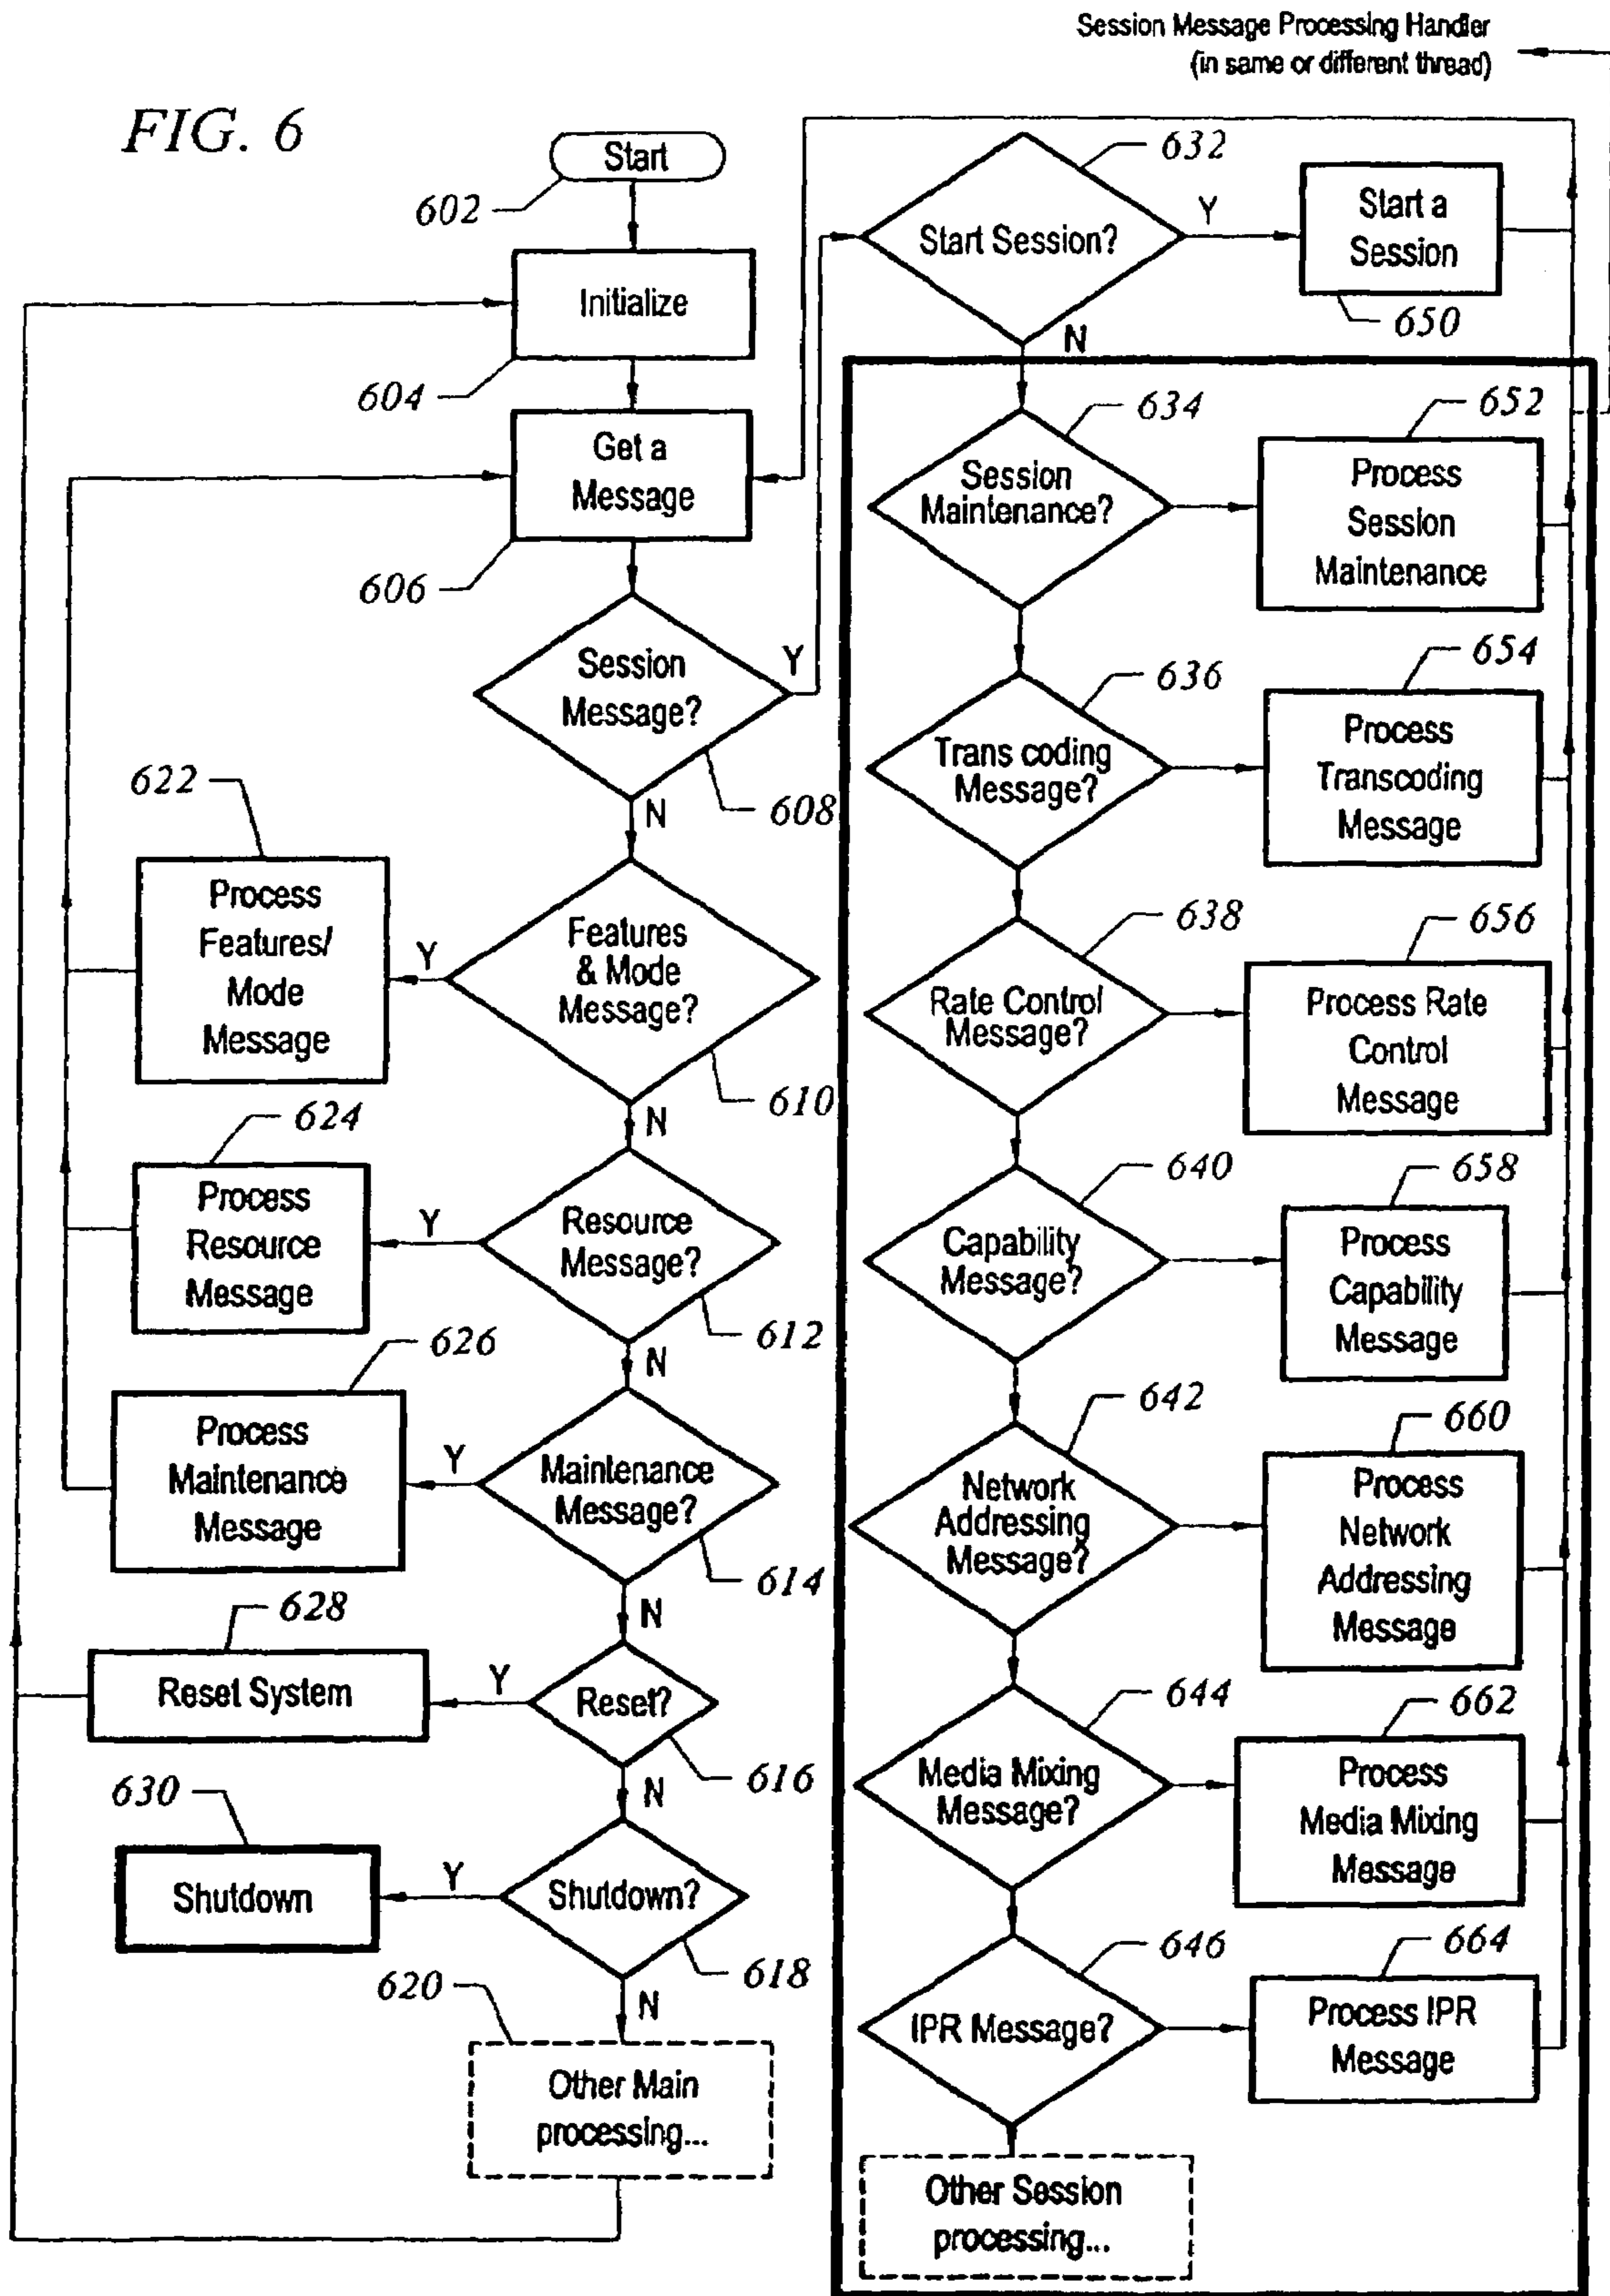 Session Message Processing Handler
(in same or different thread)
FIG. 6
Start
602
Initialize
604
Get a
Message
606
Session
Message?
Y
N
608
Features
& Mode
Message?
Y
N
610
622
Process
Features/
Mode
Message
Resource
Message?
Y
N
612
624
Process
Resource
Message
Maintenance
Message?
Y
N
614
626
Process
Maintenance
Message
Reset?
Y
N
616
628
Reset System
Shutdown?
Y
N
618
630
Shutdown
620
Other Main
processing...
632
Start Session?
Y
N
Start a
Session
650
634
Session
Maintenance?
652
Process
Session
Maintenance
636
Trans coding
Message?
654
Process
Transcoding
Message
638
Rate Control
Message?
656
Process Rate
Control
Message
640
Capability
Message?
658
Process
Capability
Message
642
Network
Addressing
Message?
660
Process
Network
Addressing
Message
644
Media Mixing
Message?
662
Process
Media Mixing
Message
646
IPR Message?
664
Process IPR
Message
Other Session
processing...